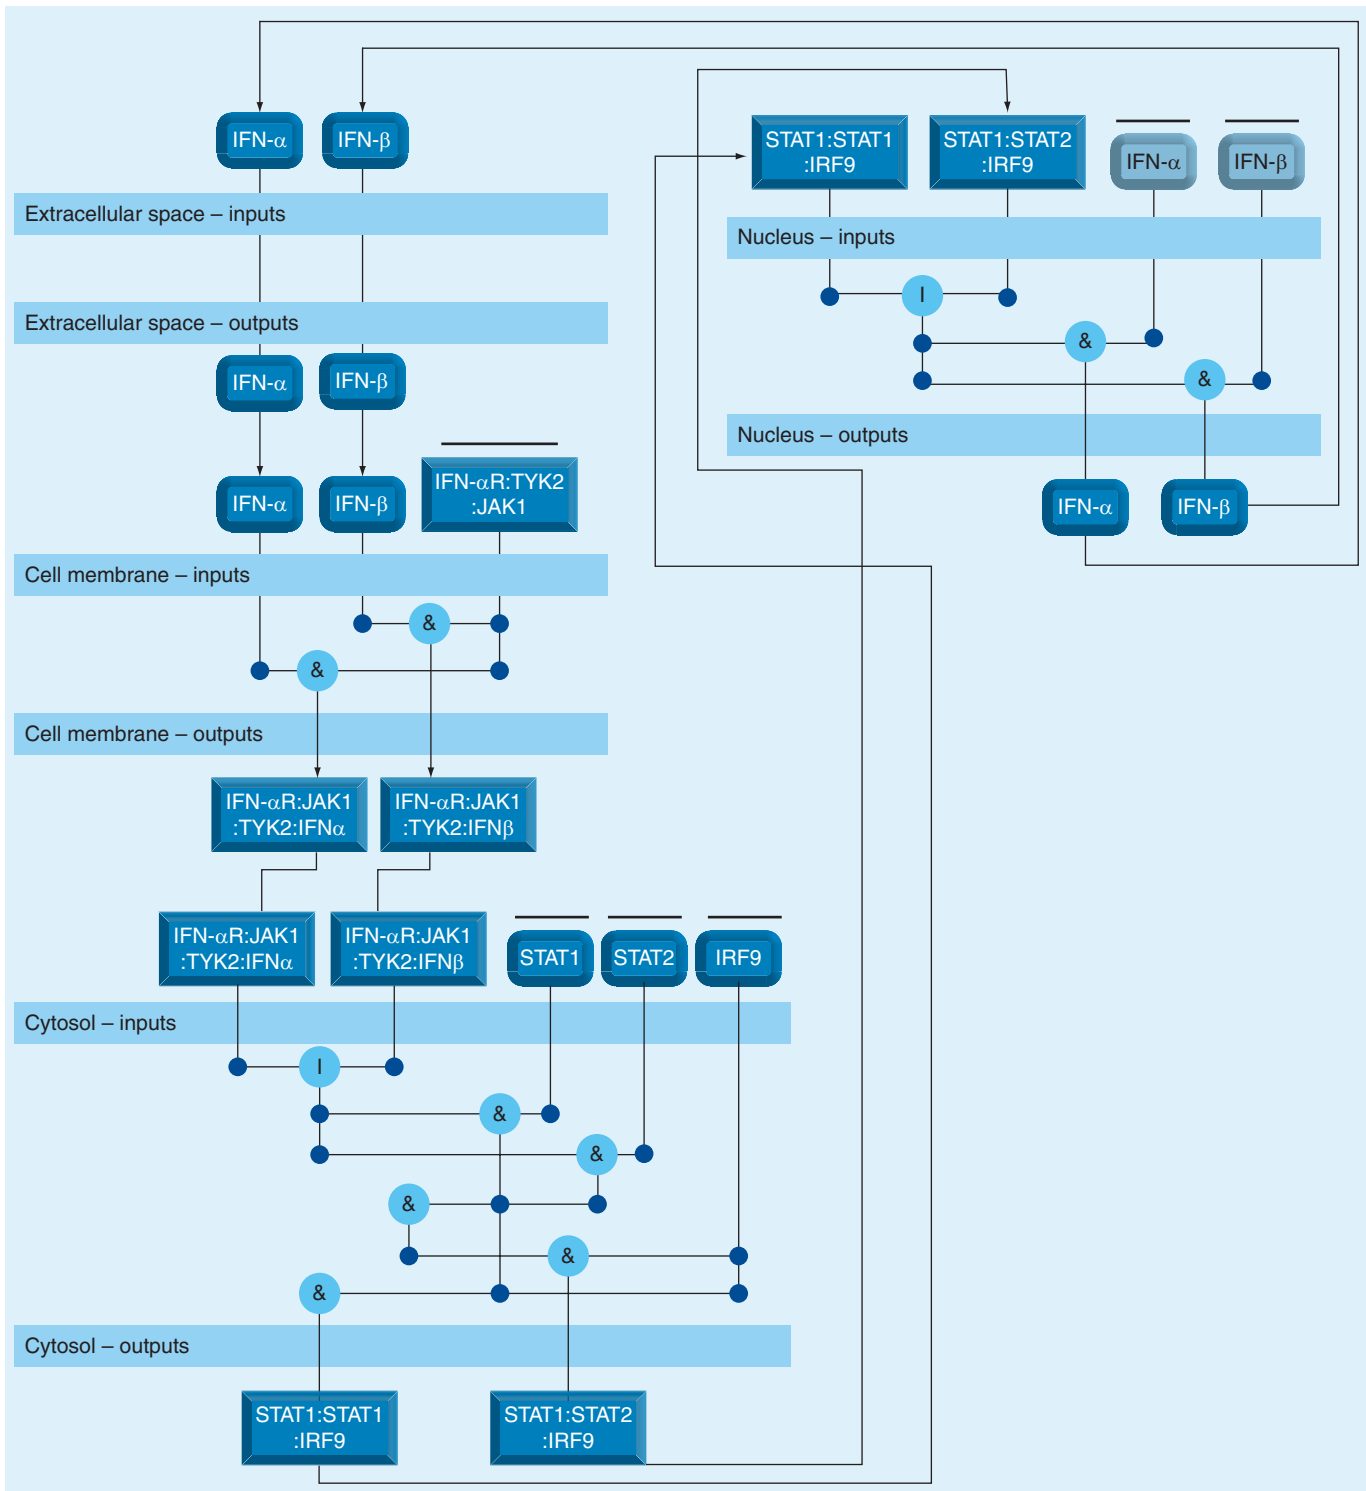 IFN-α
IFN-β
Extracellular space – inputs
Extracellular space – outputs
IFN-α
IFN-β
IFN-α
IFN-β
IFN-αR:TYK2
:JAK1
Cell membrane – inputs
&
&
Cell membrane – outputs
IFN-αR:JAK1
:TYK2:IFNα
IFN-αR:JAK1
:TYK2:IFNβ
IFN-αR:JAK1
:TYK2:IFNα
IFN-αR:JAK1
:TYK2:IFNβ
STAT1
STAT2
IRF9
Cytosol – inputs
I
&
&
&
&
&
Cytosol – outputs
STAT1:STAT1
:IRF9
STAT1:STAT2
:IRF9
STAT1:STAT1
:IRF9
STAT1:STAT2
:IRF9
IFN-α
IFN-β
Nucleus – inputs
I
&
&
Nucleus – outputs
IFN-α
IFN-β